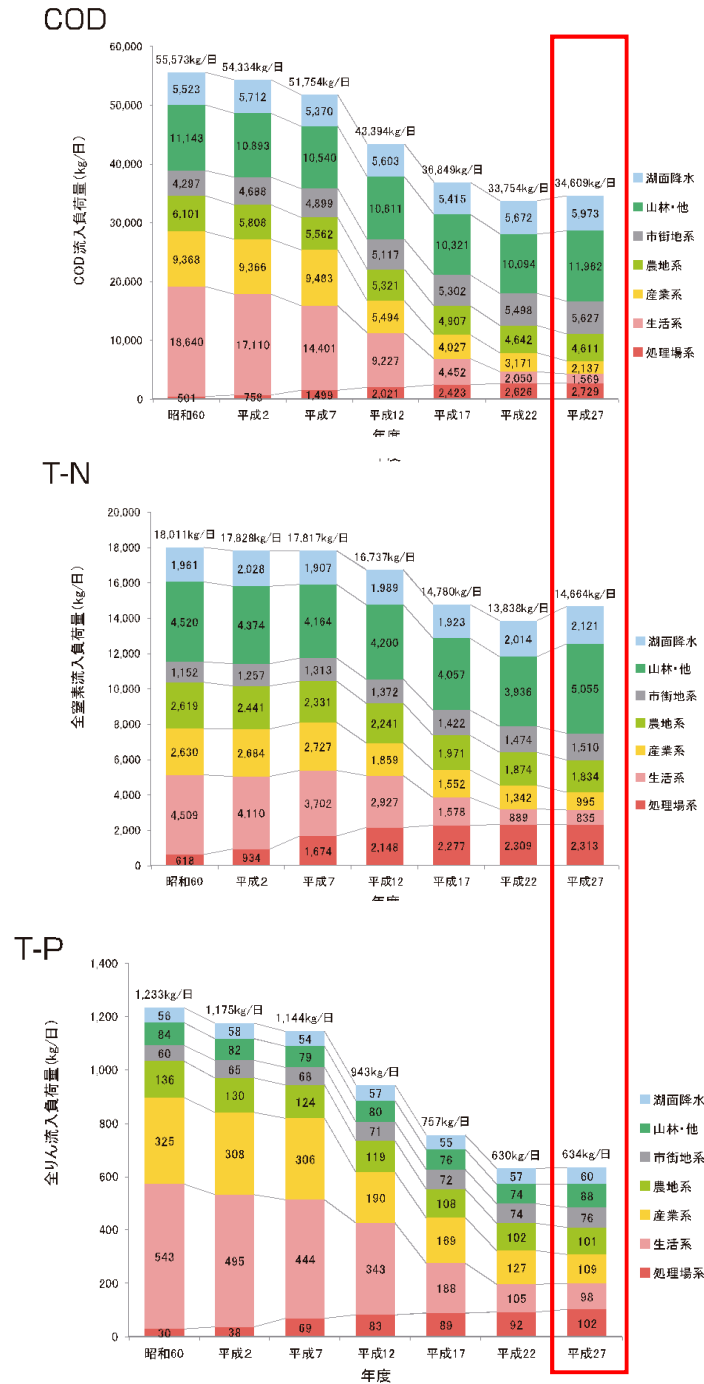 COD
COD流入負荷量(kg/日)
60,000
50,000
40,000
30,000
20,000
10,000
0
55,573kg/日
54,334kg/日
51,754kg/日
43,394kg/日
36,849kg/日
33,754kg/日
34,609kg/日
5,523 5,712 5,370 5,603 5,415 5,672 5,973
11,143 10,893 10,540 10,611 10,321 10,094 11,962
4,297 4,688 4,899 5,117 5,302 5,498 5,627
6,101 5,808 5,562 5,321 4,907 4,642 4,611
9,368 9,366 9,483 5,494 4,027 3,171 2,137
18,640 17,110 14,401 9,227 4,452 2,050 1,569
501 758 1,499 2,021 2,423 2,626 2,729
昭和60 平成2 平成7 平成12 平成17 平成22 平成27
年度
湖面降水
山林・他
市街地系
農地系
産業系
生活系
処理場系
T-N
全窒素流入負荷量(kg/日)
20,000
18,000
16,000
14,000
12,000
10,000
8,000
6,000
4,000
2,000
0
18,011kg/日
17,828kg/日
17,817kg/日
16,737kg/日
14,780kg/日
13,838kg/日
14,664kg/日
1,961 2,028 1,907 1,989 1,923 2,014 2,121
4,520 4,374 4,164 4,200 4,057 3,936 5,055
1,152 1,257 1,313 1,372 1,422 1,474 1,510
2,619 2,441 2,331 2,241 1,971 1,874 1,834
2,630 2,684 2,727 1,859 1,552 1,342 995
4,509 4,110 3,702 2,927 1,578 889 835
618 934 1,674 2,148 2,277 2,309 2,313
昭和60 平成2 平成7 平成12 平成17 平成22 平成27
年度
湖面降水
山林・他
市街地系
農地系
産業系
生活系
処理場系
T-P
全りん流入負荷量(kg/日)
1,400
1,200
1,000
800
600
400
200
0
1,233kg/日
1,175kg/日
1,144kg/日
943kg/日
757kg/日
630kg/日
634kg/日
56 58 54 57 55 57 60
84 82 79 80 76 74 88
60 65 68 71 72 74 76
136 130 124 119 108 102 101
325 308 306 190 169 127 109
543 495 444 343 188 105 98
30 38 69 83 89 92 102
昭和60 平成2 平成7 平成12 平成17 平成22 平成27
年度
湖面降水
山林・他
市街地系
農地系
産業系
生活系
処理場系